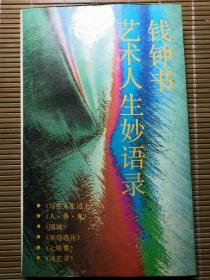 钱钟书
艺术人生妙语录
《写在人生边上》
《人·兽·鬼》
《围城》
《宋诗选注》
《七缀集》
《谈艺录》